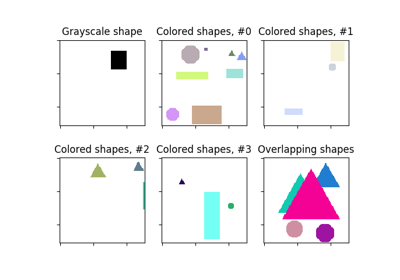 Grayscale shape
Colored shapes, #0
Colored shapes, #1
Colored shapes, #2
Colored shapes, #3
Overlapping shapes